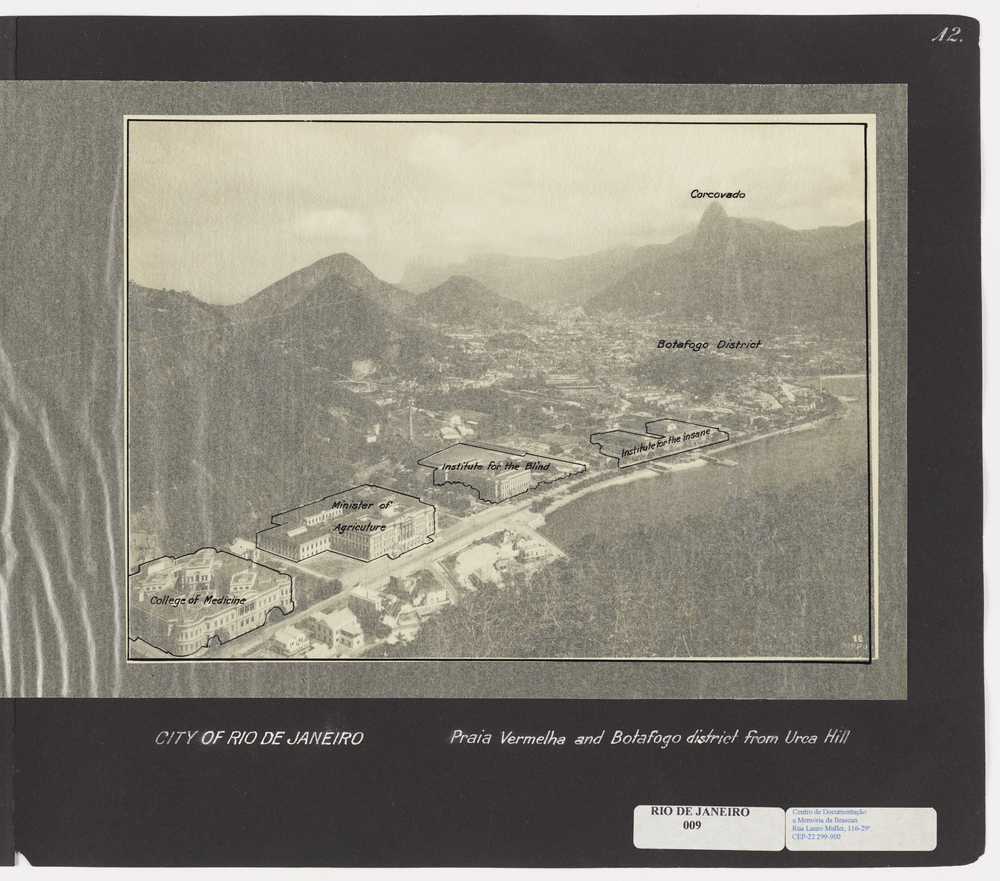 12.
Corcovado
Botafogo District
Institute for the Insane
Institute for the Blind
Minister of
Agricuture
College of Medicine
16
CITY OF RIO DE JANEIRO
Praia Vermelha and Botafogo district from Urca Hill
RIO DE JANEIRO
009
Centro de Documentação
e Memória da Brascan
Rua Lauro Muller, 116-29º
CEP-22.299-900